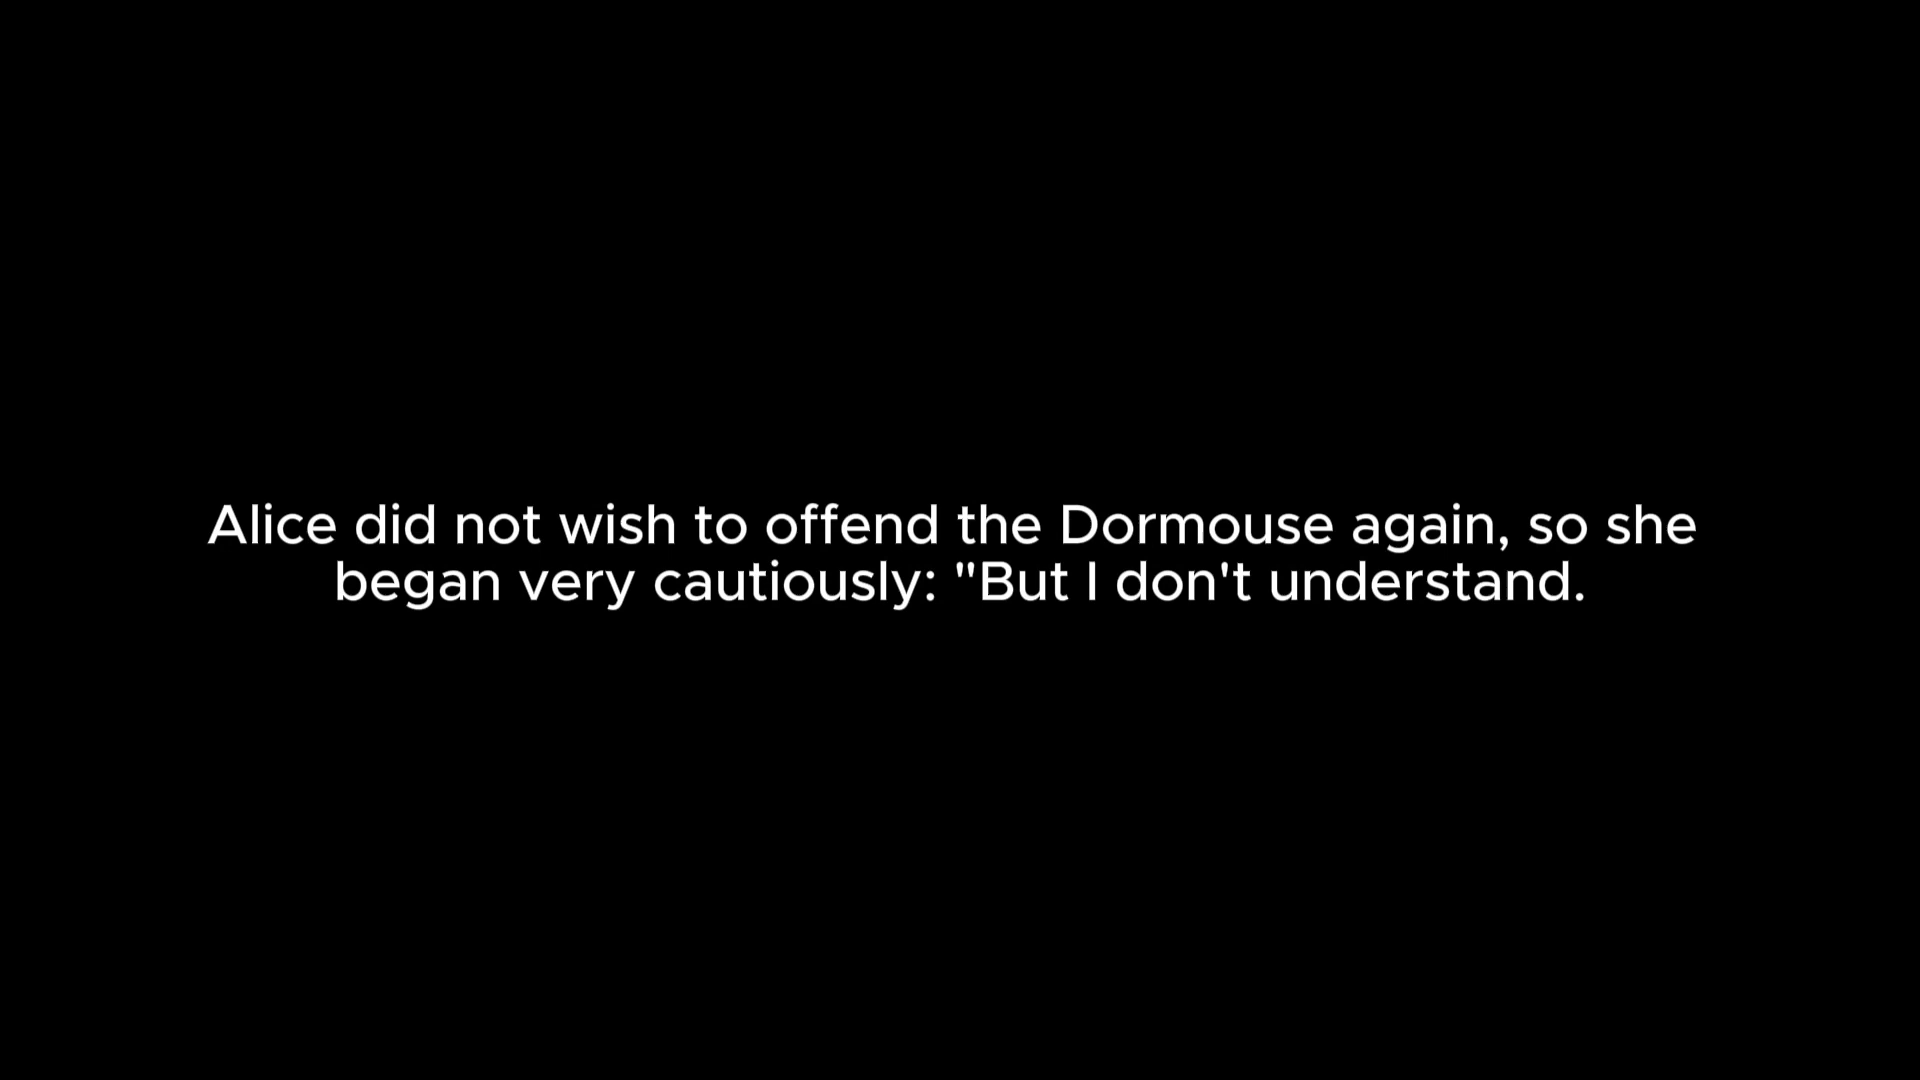 Alice did not wish to offend the Dormouse again, so she
began very cautiously: "But I don't understand.